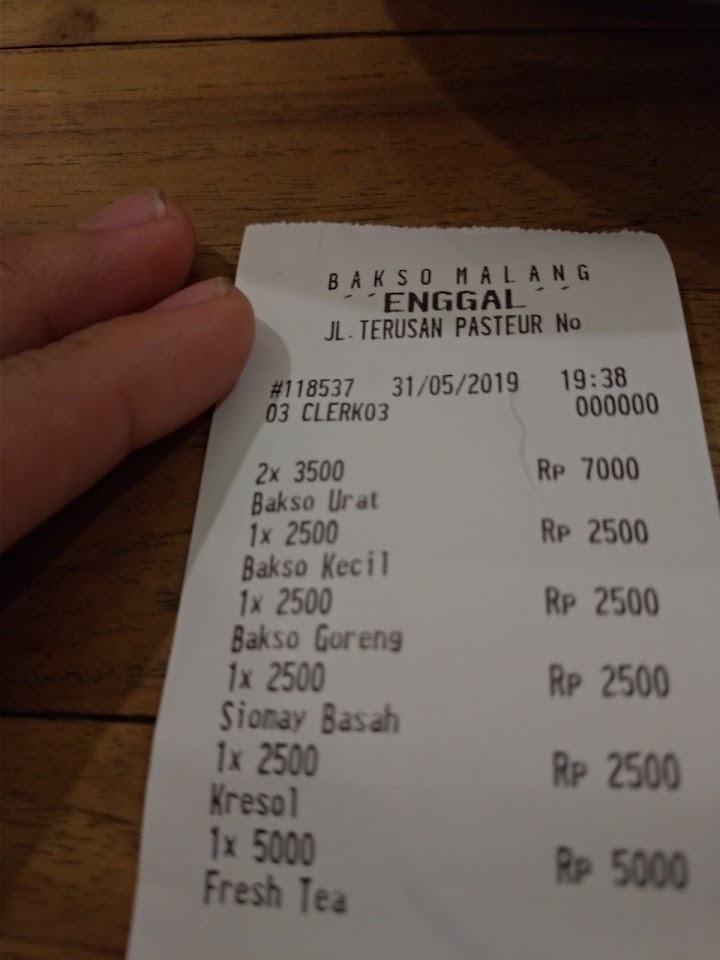 BAKSO MALANG
´´ENGGAL´´
JL. TERUSAN PASTEUR No
#118537 31/05/2019 19:38
03 CLERK03 000000
2x 3500 Rp 7000
Bakso Urat
1x 2500 Rp 2500
Bakso Kecil
1x 2500 Rp 2500
Bakso Goreng
1x 2500 Rp 2500
Siomay Basah
1x 2500 Rp 2500
Kresol
1x 5000 Rp 5000
Fresh Tea